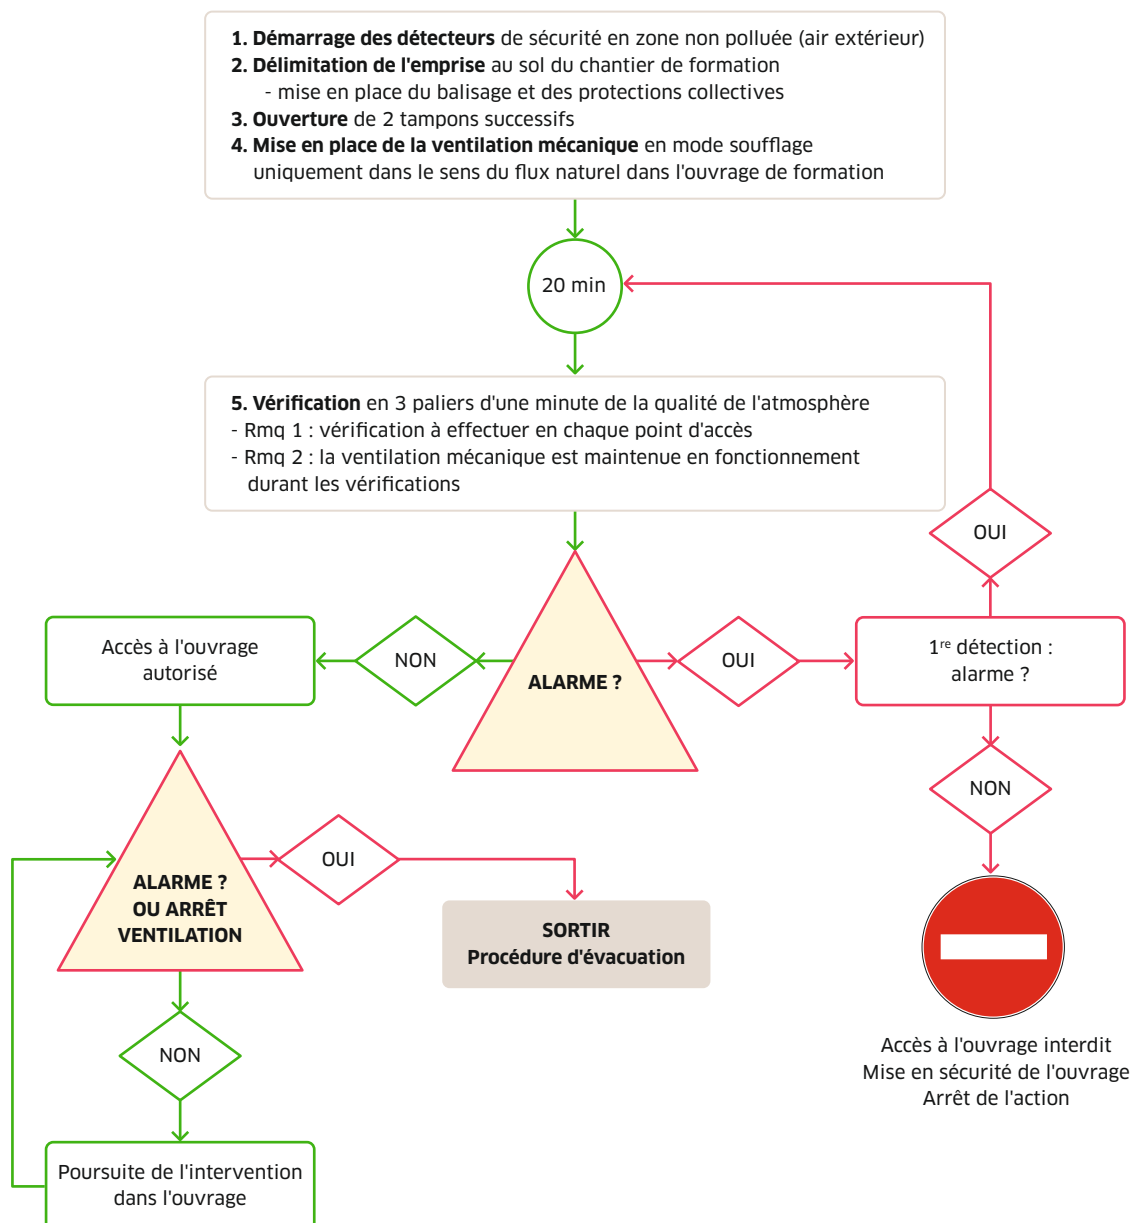 1. Démarrage des détecteurs de sécurité en zone non polluée (air extérieur)
2. Délimitation de l'emprise au sol du chantier de formation
- mise en place du balisage et des protections collectives
3. Ouverture de 2 tampons successifs
4. Mise en place de la ventilation mécanique en mode soufflage
uniquement dans le sens du flux naturel dans l'ouvrage de formation
20 min
5. Vérification en 3 paliers d'une minute de la qualité de l'atmosphère
- Rmq 1 : vérification à effectuer en chaque point d'accès
- Rmq 2 : la ventilation mécanique est maintenue en fonctionnement
durant les vérifications
OUI
Accès à l'ouvrage
autorisé
NON
ALARME ?
OUI
1re détection :
alarme ?
NON
ALARME ?
OU ARRÊT
VENTILATION
OUI
SORTIR
Procédure d'évacuation
Accès à l'ouvrage interdit
Mise en sécurité de l'ouvrage
Arrêt de l'action
NON
Poursuite de l'intervention
dans l'ouvrage